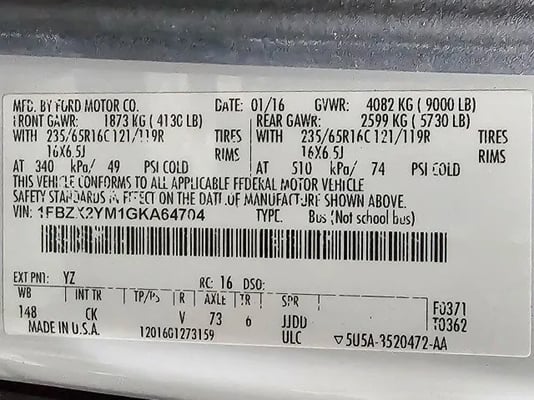 MFD. BY FORD MOTOR CO. DATE: 01/16 GVWR: 4082 KG ( 9000 LB)
FRONT GAWR: 1873 KG ( 4130 LB) REAR GAWR: 2599 KG ( 5730 LB)
WITH 235/65R16C 121/119R TIRES WITH 235/65R16C 121/119R TIRES
16X6.5J RIMS 16X6.5J RIMS
AT 340 kPa/ 49 PSI COLD AT 510 kPa/ 74 PSI COLD
THIS VEHICLE CONFORMS TO ALL APPLICABLE FEDERAL MOTOR VEHICLE
SAFETY STANDARDS IN EFFECT ON THE DATE OF MANUFACTURE SHOWN ABOVE.
VIN: 1FBZX2YM1GKA64704 TYPE: Bus (Not school bus)
EXT PNT: YZ RC: 16 DSO:
WB INT TR TP/PS R AXLE TR SPR F0371
148 CK V 73 6 JJDD T0362
MADE IN U.S.A. 12016G1273159 ULC ▽5U5A-3520472-AA